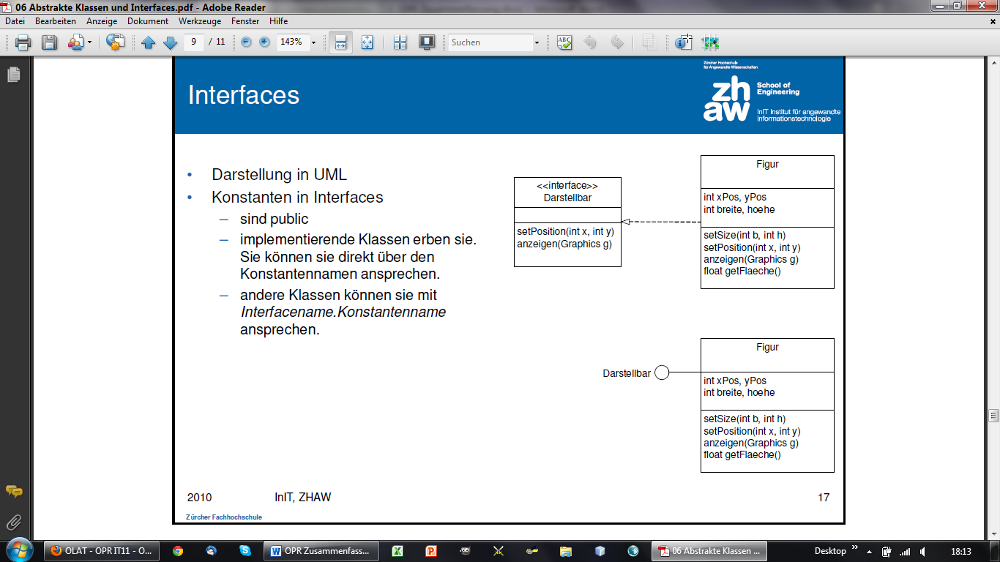 06 Abstrakte Klassen und Interfaces.pdf - Adobe Reader
Datei Bearbeiten Anzeige Dokument Werkzeuge Fenster Hilfe
9 / 11 143% Suchen
Zürcher Hochschule
für Angewandte Wissenschaften
zh
aw
School of
Engineering
InIT Institut für angewandte
Informationstechnologie
Interfaces
• Darstellung in UML
• Konstanten in Interfaces
– sind public
– implementierende Klassen erben sie.
Sie können sie direkt über den
Konstantennamen ansprechen.
– andere Klassen können sie mit
Interfacename.Konstantenname
ansprechen.
<<interface>>
Darstellbar
setPosition(int x, int y)
anzeigen(Graphics g)
Figur
int xPos, yPos
int breite, hoehe
setSize(int b, int h)
setPosition(int x, int y)
anzeigen(Graphics g)
float getFlaeche()
Darstellbar
Figur
int xPos, yPos
int breite, hoehe
setSize(int b, int h)
setPosition(int x, int y)
anzeigen(Graphics g)
float getFlaeche()
2010 InIT, ZHAW 17
Zürcher Fachhochschule
OLAT - OPR IT11 - O... OPR Zusammenfass... 06 Abstrakte Klassen ... Desktop 18:13